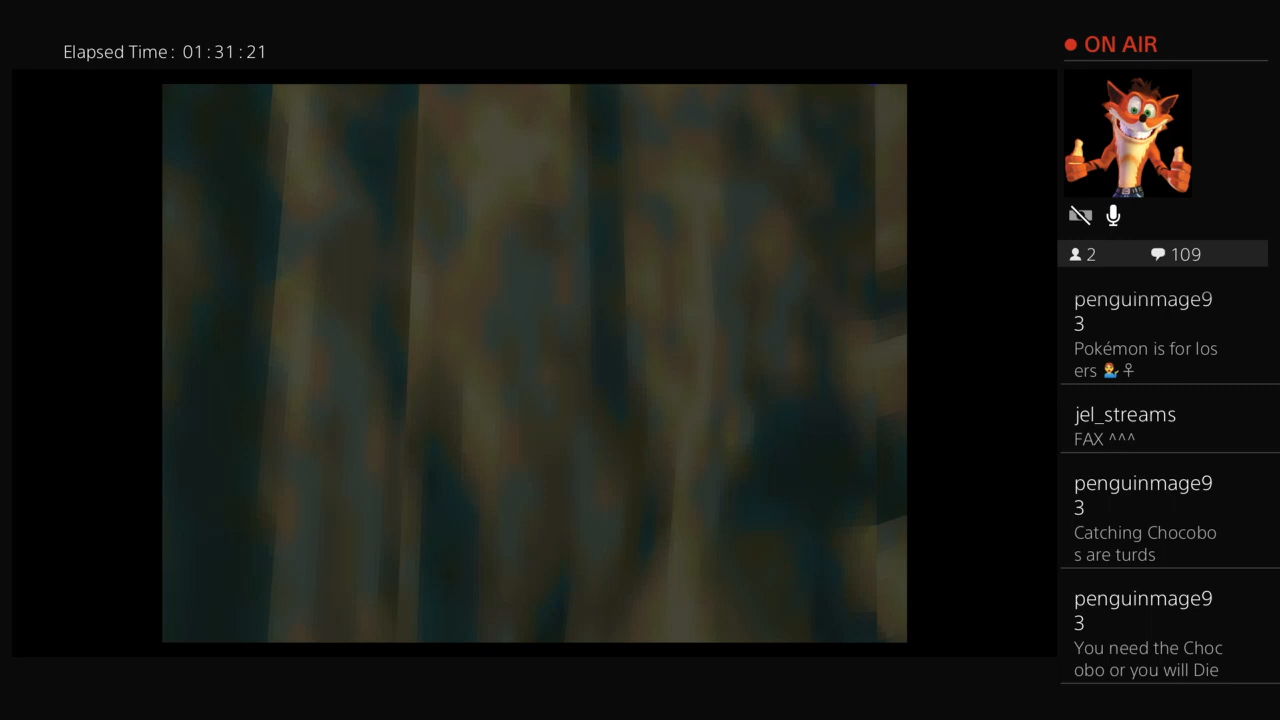 Elapsed Time: 01:31:21
ON AIR
2 109
penguinmage9
3
Pokémon is for los
ers 💁‍♀
jel_streams
FAX ^^^
penguinmage9
3
Catching Chocobo
s are turds
penguinmage9
3
You need the Choc
obo or you will Die